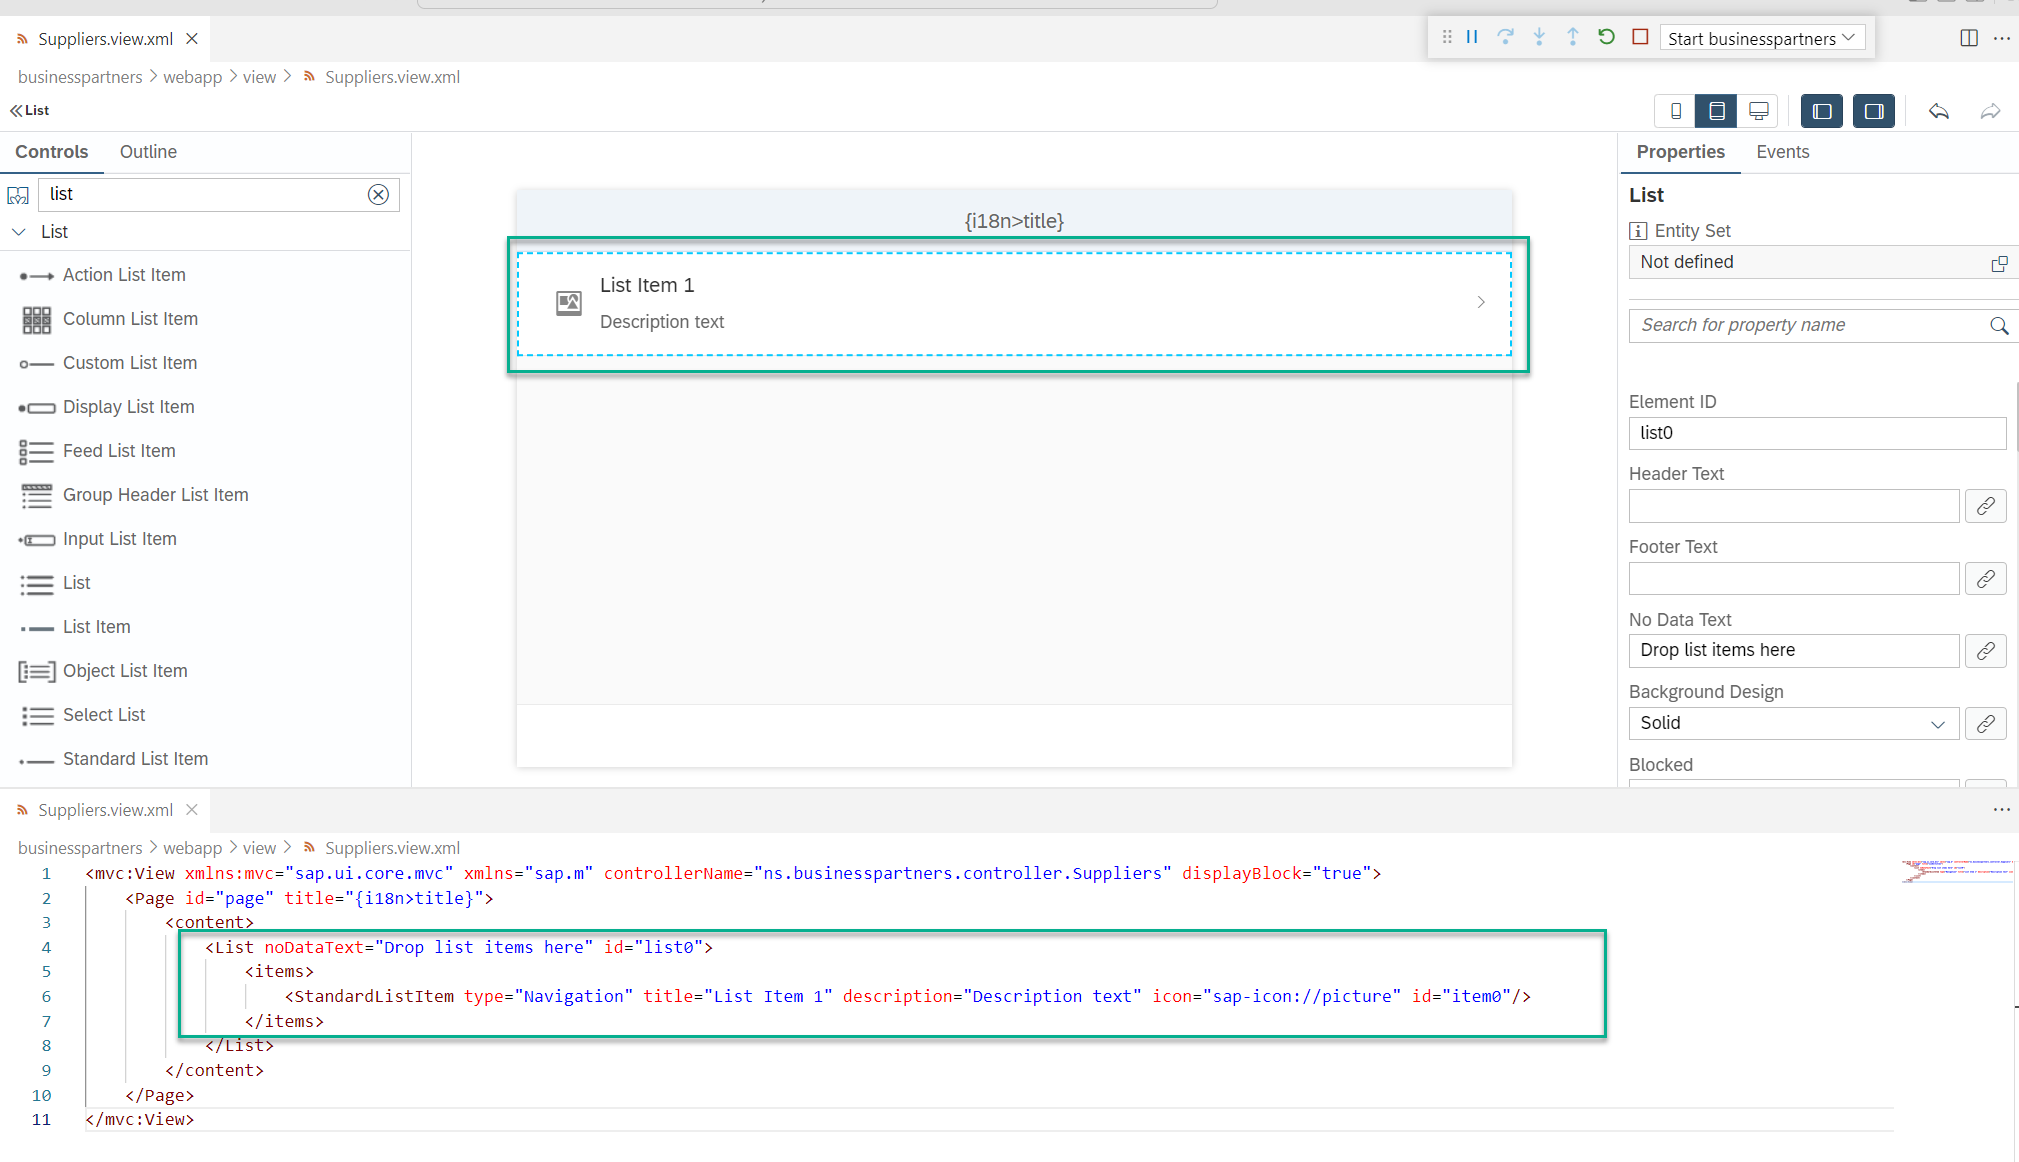 Suppliers.view.xml
Start businesspartners
businesspartners > webapp > view > Suppliers.view.xml
List
Controls
Outline
list
List
Action List Item
Column List Item
Custom List Item
Display List Item
Feed List Item
Group Header List Item
Input List Item
List
List Item
Object List Item
Select List
Standard List Item
{i18n>title}
List Item 1
Description text
Properties
Events
List
Entity Set
Not defined
Search for property name
Element ID
list0
Header Text
Footer Text
No Data Text
Drop list items here
Background Design
Solid
Blocked
Suppliers.view.xml
businesspartners > webapp > view > Suppliers.view.xml
1 <mvc:View xmlns:mvc="sap.ui.core.mvc" xmlns="sap.m" controllerName="ns.businesspartners.controller.Suppliers" displayBlock="true">
2 <Page id="page" title="{i18n>title}">
3 <content>
4 <List noDataText="Drop list items here" id="list0">
5 <items>
6 <StandardListItem type="Navigation" title="List Item 1" description="Description text" icon="sap-icon://picture" id="item0"/>
7 </items>
8 </List>
9 </content>
10 </Page>
11 </mvc:View>